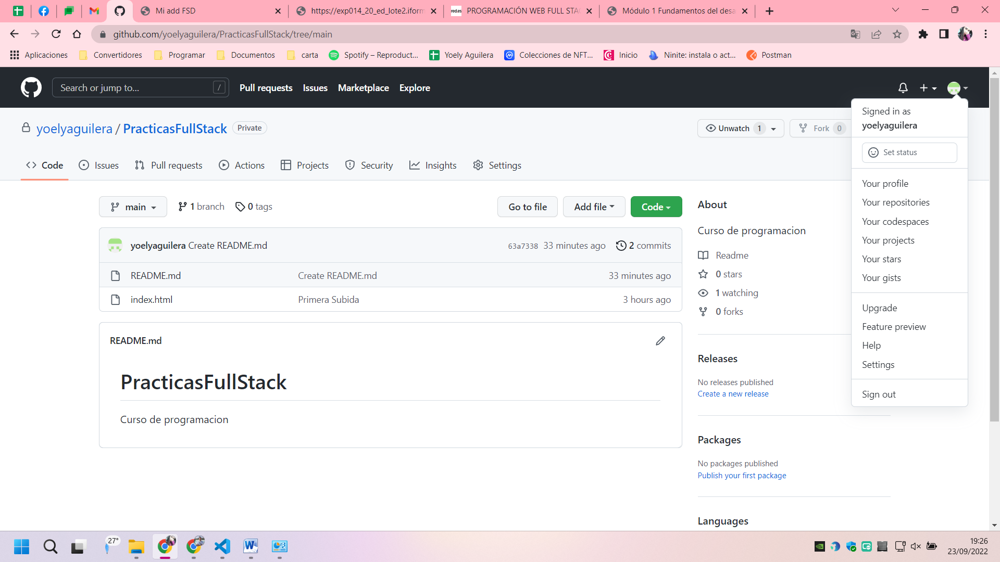 Mi add FSD
https://exp014_20_ed_lote2.iform
red.es
PROGRAMACIÓN WEB FULL STAC
Módulo 1 Fundamentos del desa
github.com/yoelyaguilera/PracticasFullStack/tree/main
Aplicaciones
Convertidores
Programar
Documentos
carta
Spotify – Reproduct...
Yoely Aguilera
Colecciones de NFT...
Inicio
Ninite: instala o act...
Postman
Search or jump to...
/
Pull requests
Issues
Marketplace
Explore
Signed in as
yoelyaguilera
Set status
Your profile
Your repositories
Your codespaces
Your projects
Your stars
Your gists
Upgrade
Feature preview
Help
Settings
Sign out
yoelyaguilera / PracticasFullStack Private
Unwatch 1
Fork 0
Code
Issues
Pull requests
Actions
Projects
Security
Insights
Settings
main
1 branch
0 tags
Go to file
Add file
Code
yoelyaguilera Create README.md
63a7338 33 minutes ago
2 commits
README.md
Create README.md
33 minutes ago
index.html
Primera Subida
3 hours ago
README.md
PracticasFullStack
Curso de programacion
About
Curso de programacion
Readme
0 stars
1 watching
0 forks
Releases
No releases published
Create a new release
Packages
No packages published
Publish your first package
Languages
27°
19:26
23/09/2022